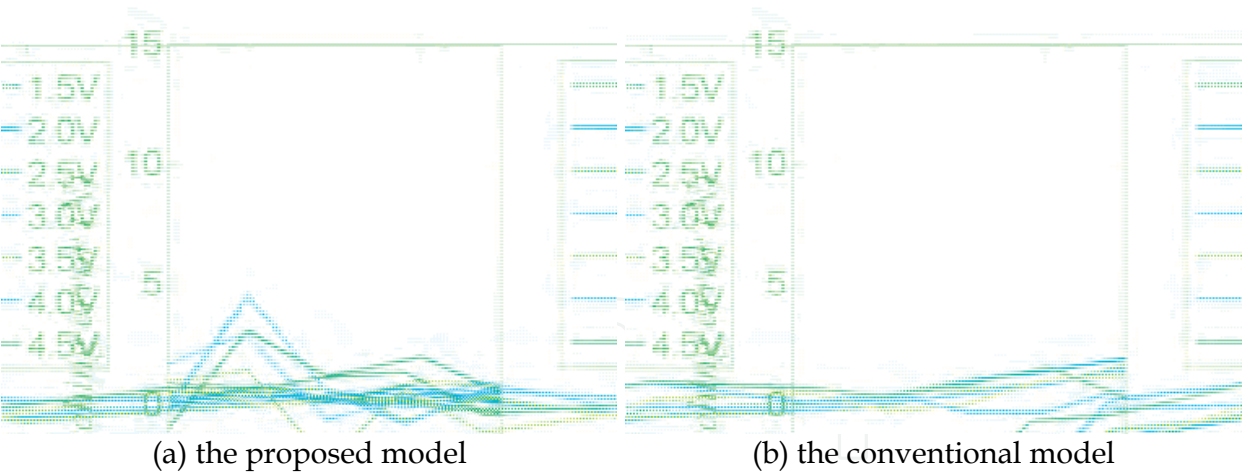 15 15
1.5V 1.5V
2.0V 2.0V
10 10
2.5V 2.5V
3.0V 3.0V
3.5V 3.5V
5 5
4.0V 4.0V
4.5V 4.5V
0 0
(a) the proposed model (b) the conventional model